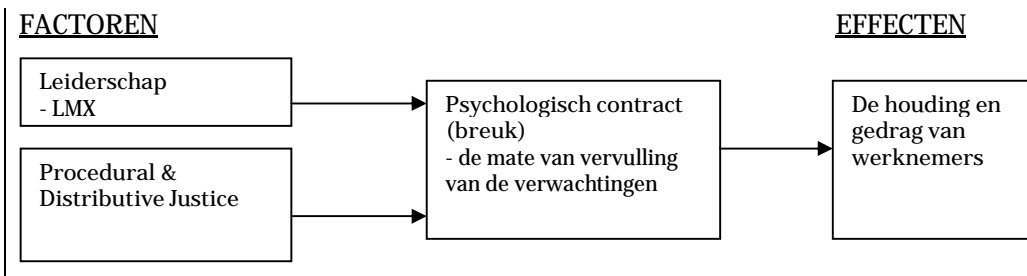 FACTOREN
EFFECTEN
Leiderschap
- LMX
Procedural &
Distributive Justice
Psychologisch contract
(breuk)
- de mate van vervulling
van de verwachtingen
De houding en
gedrag van
werknemers